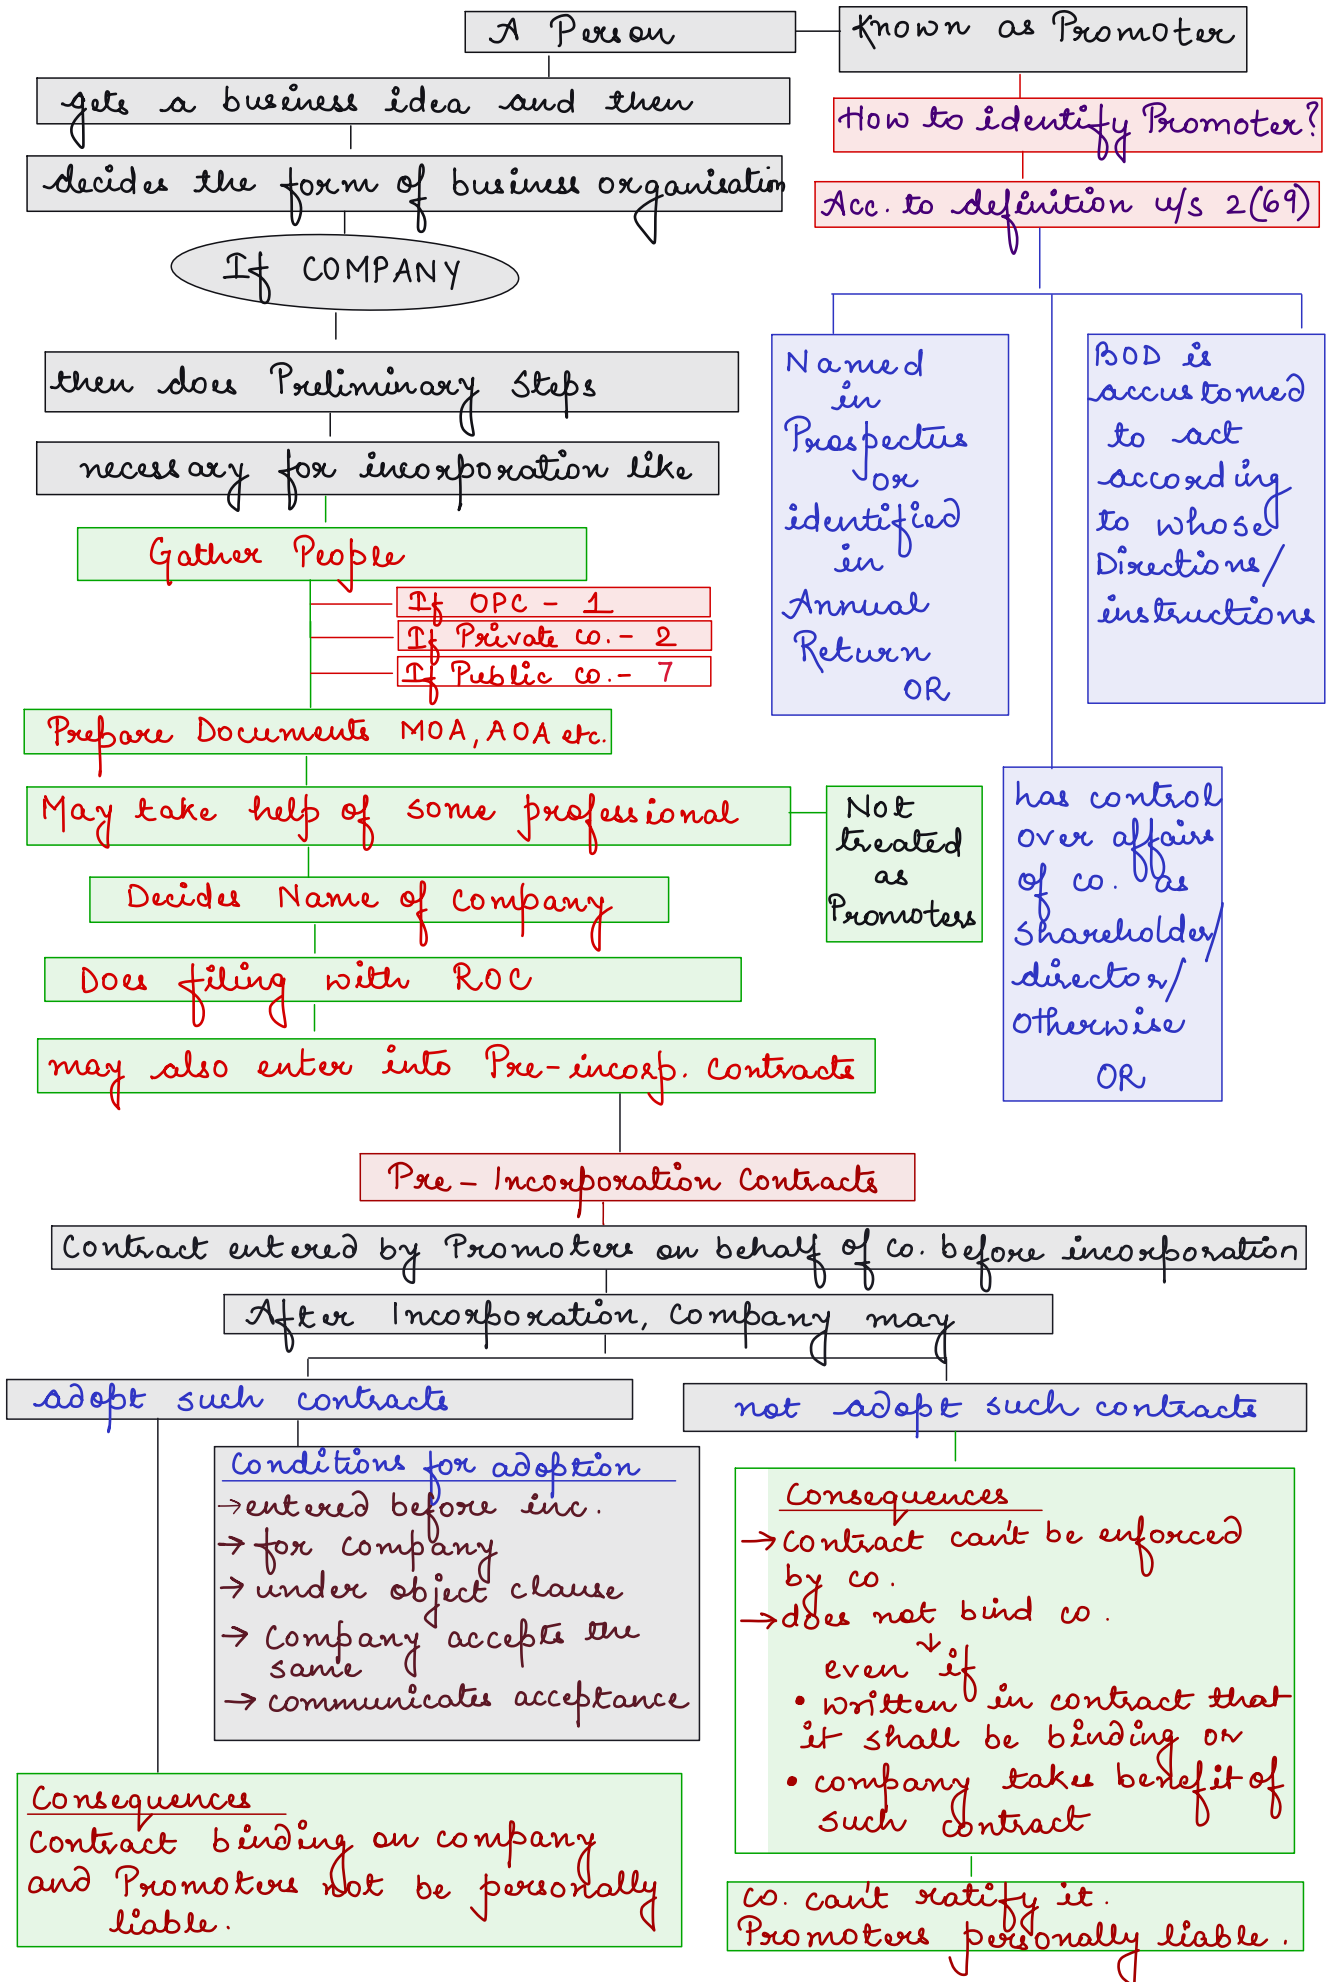 A Person
Known as Promoter
gets a business idea and then
decides the form of business organisation
If COMPANY
then does Preliminary Steps
necessary for incorporation like
Gather People
If OPC - 1
If Private co. - 2
If Public co. - 7
Prepare Documents MOA, AOA etc.
May take help of some professional
Not
treated
as
Promoters
Decides Name of company
Does filing with ROC
may also enter into Pre-incorp. contracts
How to identify Promoter?
Acc. to definition u/s 2(69)
Named
in
Prospectus
or
identified
in
Annual
Return
OR
has control
over affairs
of co. as
shareholder/
director/
otherwise
OR
BOD is
accustomed
to act
according
to whose
Directions/
instructions
Pre-Incorporation Contracts
Contract entered by Promoters on behalf of co. before incorporation
After Incorporation, company may
adopt such contracts
Conditions for adoption
→ entered before inc.
→ for company
→ under object clause
→ Company accepts the
same
→ communicates acceptance
Consequences
Contract binding on company
and Promoters not be personally
liable.
not adopt such contracts
Consequences
→ Contract can't be enforced
by co.
→ does not bind co.
↓
even if
• written in contract that
it shall be binding or
• company takes benefit of
such contract
co. can't ratify it.
Promoters personally liable.